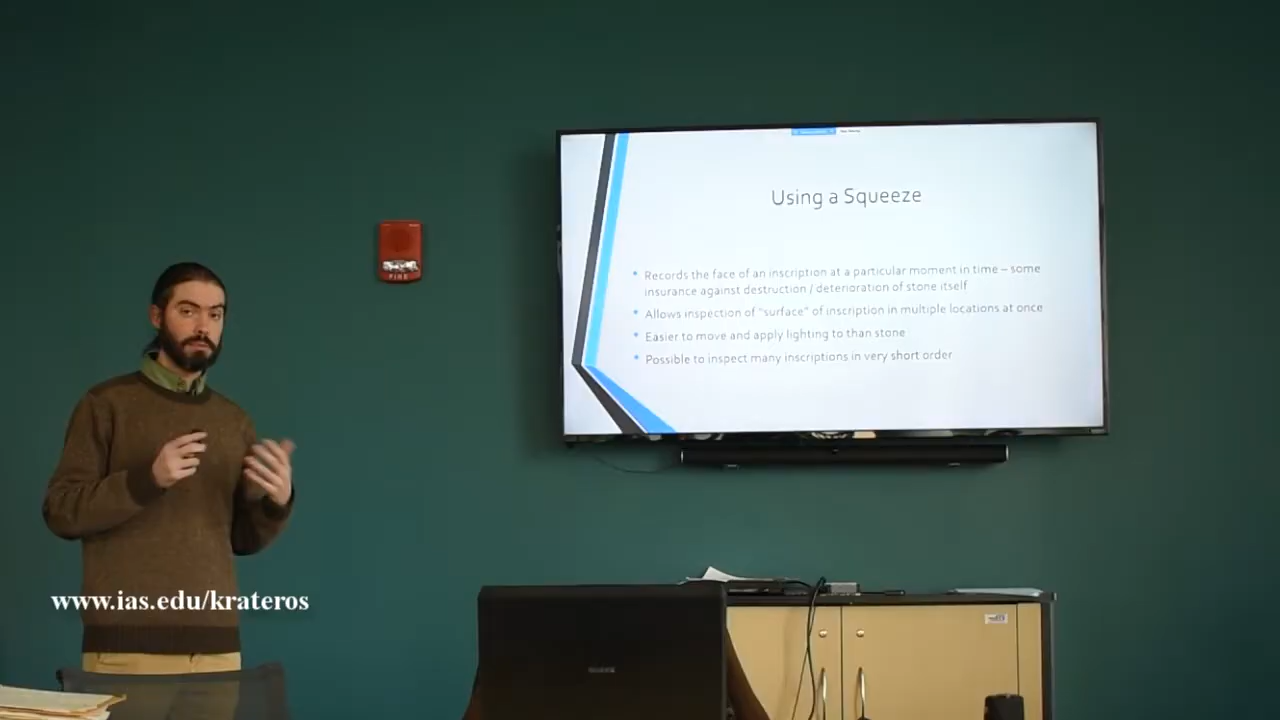 Using a Squeeze
Records the face of an inscription at a particular moment in time – some
insurance against destruction / deterioration of stone itself
Allows inspection of "surface" of inscription in multiple locations at once
Easier to move and apply lighting to than stone
Possible to inspect many inscriptions in very short order
FIRE
www.ias.edu/krateros